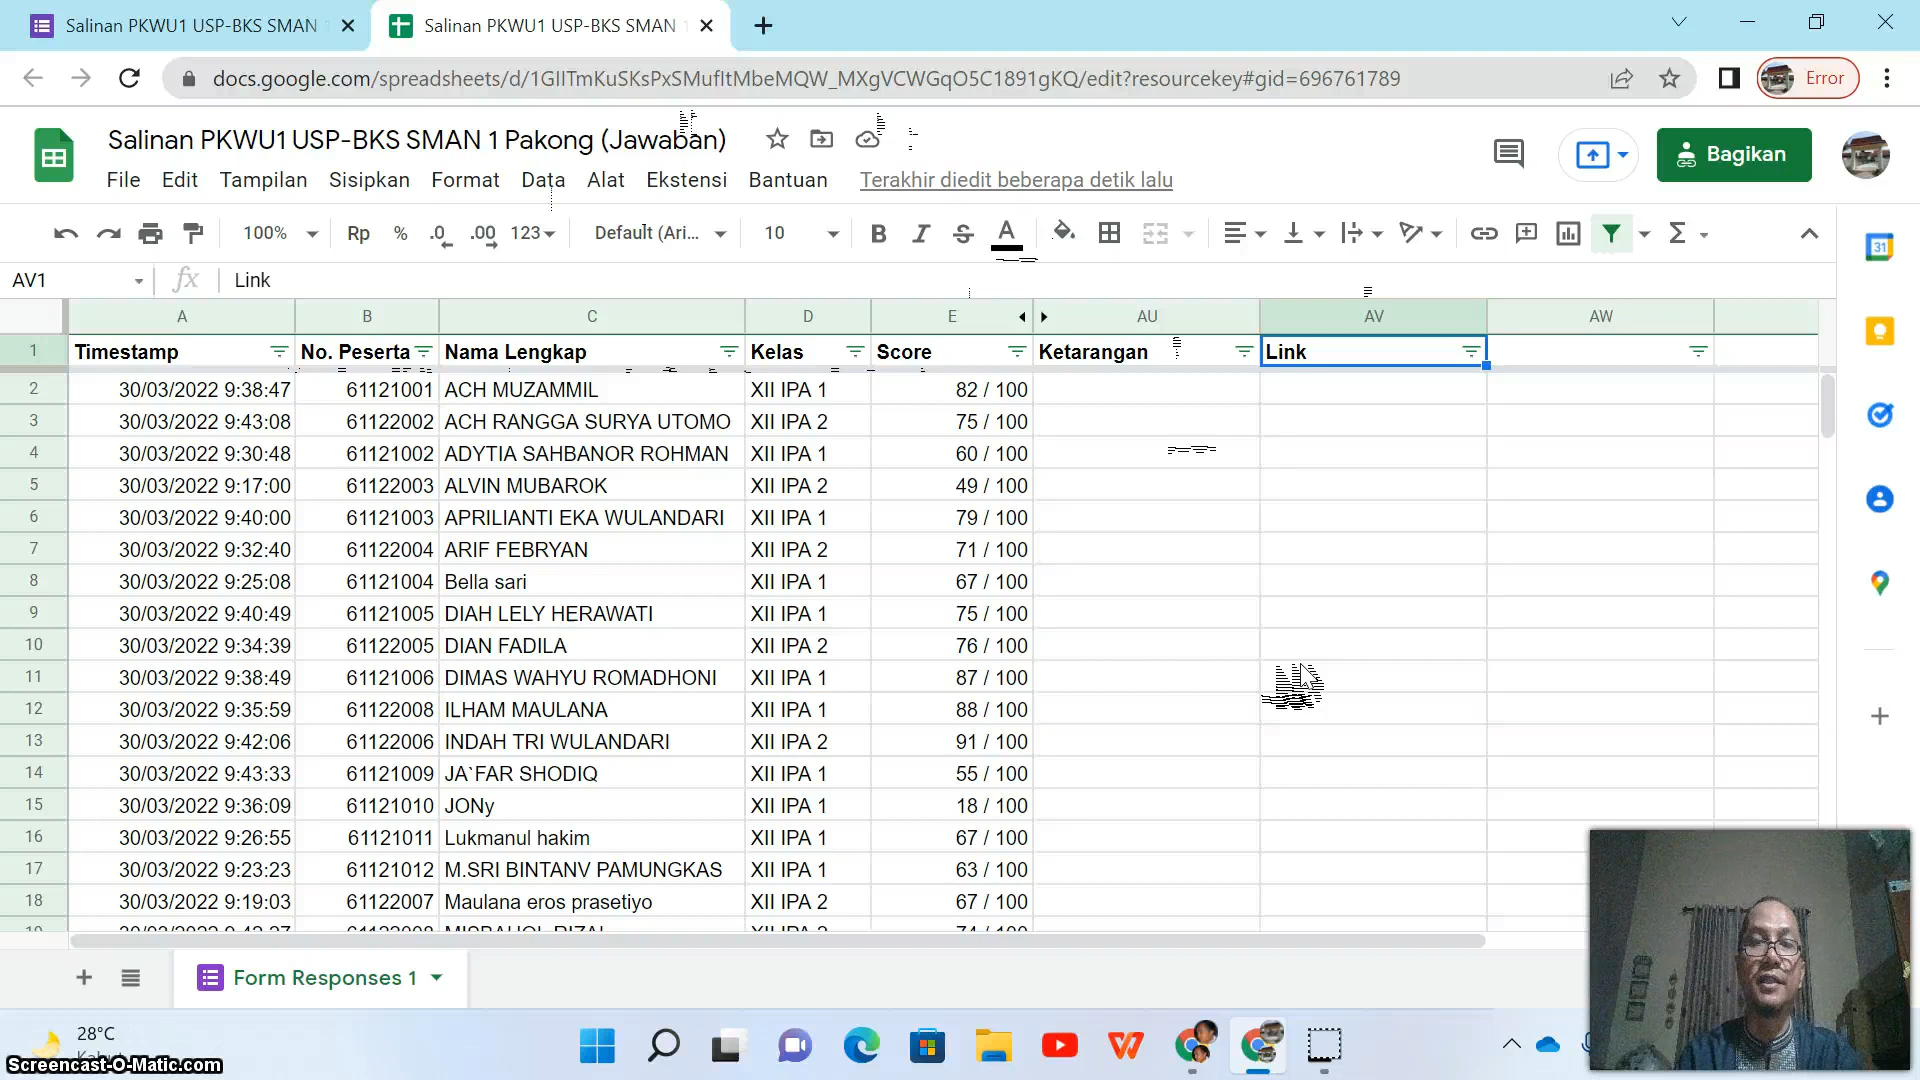 Salinan PKWU1 USP-BKS SMAN
Salinan PKWU1 USP-BKS SMAN 1
docs.google.com/spreadsheets/d/1GIITmKuSKsPxSMufItMbeMQW_MXgVCWGqO5C1891gKQ/edit?resourcekey#gid=696761789
Error
Salinan PKWU1 USP-BKS SMAN 1 Pakong (Jawaban)
Bagikan
File Edit Tampilan Sisipkan Format Data Alat Ekstensi Bantuan Terakhir diedit beberapa detik lalu
100% Rp % .0 .00 123 Default (Ari... 10 B I S A Σ
31
AV1 fx Link
A B C D E AU AV AW
1 Timestamp No. Peserta Nama Lengkap Kelas Score Ketarangan Link
2 30/03/2022 9:38:47 61121001 ACH MUZAMMIL XII IPA 1 82 / 100
3 30/03/2022 9:43:08 61122002 ACH RANGGA SURYA UTOMO XII IPA 2 75 / 100
4 30/03/2022 9:30:48 61121002 ADYTIA SAHBANOR ROHMAN XII IPA 1 60 / 100
5 30/03/2022 9:17:00 61122003 ALVIN MUBAROK XII IPA 2 49 / 100
6 30/03/2022 9:40:00 61121003 APRILIANTI EKA WULANDARI XII IPA 1 79 / 100
7 30/03/2022 9:32:40 61122004 ARIF FEBRYAN XII IPA 2 71 / 100
8 30/03/2022 9:25:08 61121004 Bella sari XII IPA 1 67 / 100
9 30/03/2022 9:40:49 61121005 DIAH LELY HERAWATI XII IPA 1 75 / 100
10 30/03/2022 9:34:39 61122005 DIAN FADILA XII IPA 2 76 / 100
11 30/03/2022 9:38:49 61121006 DIMAS WAHYU ROMADHONI XII IPA 1 87 / 100
12 30/03/2022 9:35:59 61122008 ILHAM MAULANA XII IPA 1 88 / 100
13 30/03/2022 9:42:06 61122006 INDAH TRI WULANDARI XII IPA 2 91 / 100
14 30/03/2022 9:43:33 61121009 JA`FAR SHODIQ XII IPA 1 55 / 100
15 30/03/2022 9:36:09 61121010 JONy XII IPA 1 18 / 100
16 30/03/2022 9:26:55 61121011 Lukmanul hakim XII IPA 1 67 / 100
17 30/03/2022 9:23:23 61121012 M.SRI BINTANV PAMUNGKAS XII IPA 1 63 / 100
18 30/03/2022 9:19:03 61122007 Maulana eros prasetiyo XII IPA 2 67 / 100
Form Responses 1
28°C
Screencast-O-Matic.com